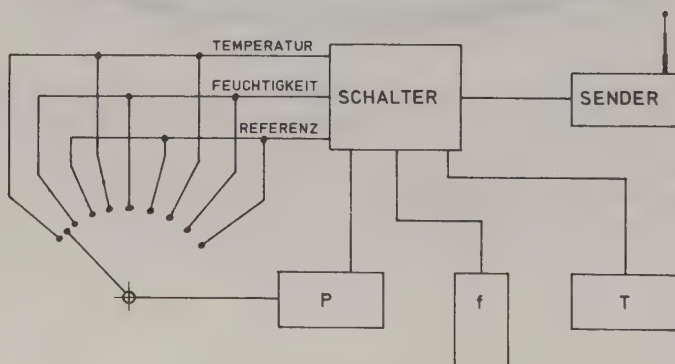 TEMPERATUR
FEUCHTIGKEIT
SCHALTER
SENDER
REFERENZ
P
f
T